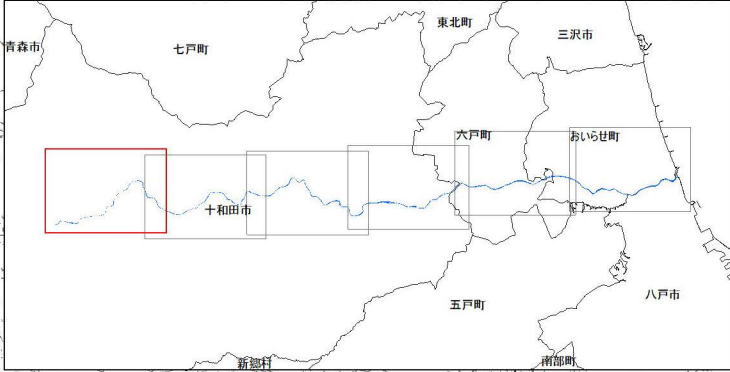 東北町
三沢市
青森市
七戸町
六戸町
おいらせ町
十和田市
五戸町
八戸市
新郷村
南部町